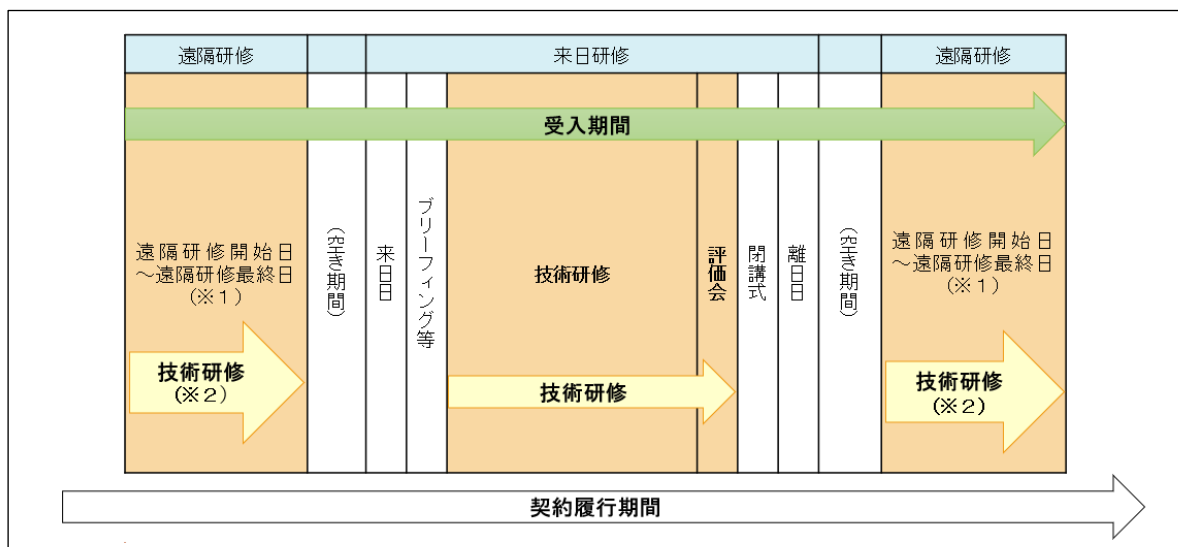 遠隔研修
来日研修
遠隔研修
受入期間
遠隔研修開始日
～遠隔研修最終日
(※1)
(空き期間)
来日日
ブリーフィング等
技術研修
評価会
閉講式
離日日
(空き期間)
遠隔研修開始日
～遠隔研修最終日
(※1)
技術研修
(※2)
技術研修
技術研修
(※2)
契約履行期間